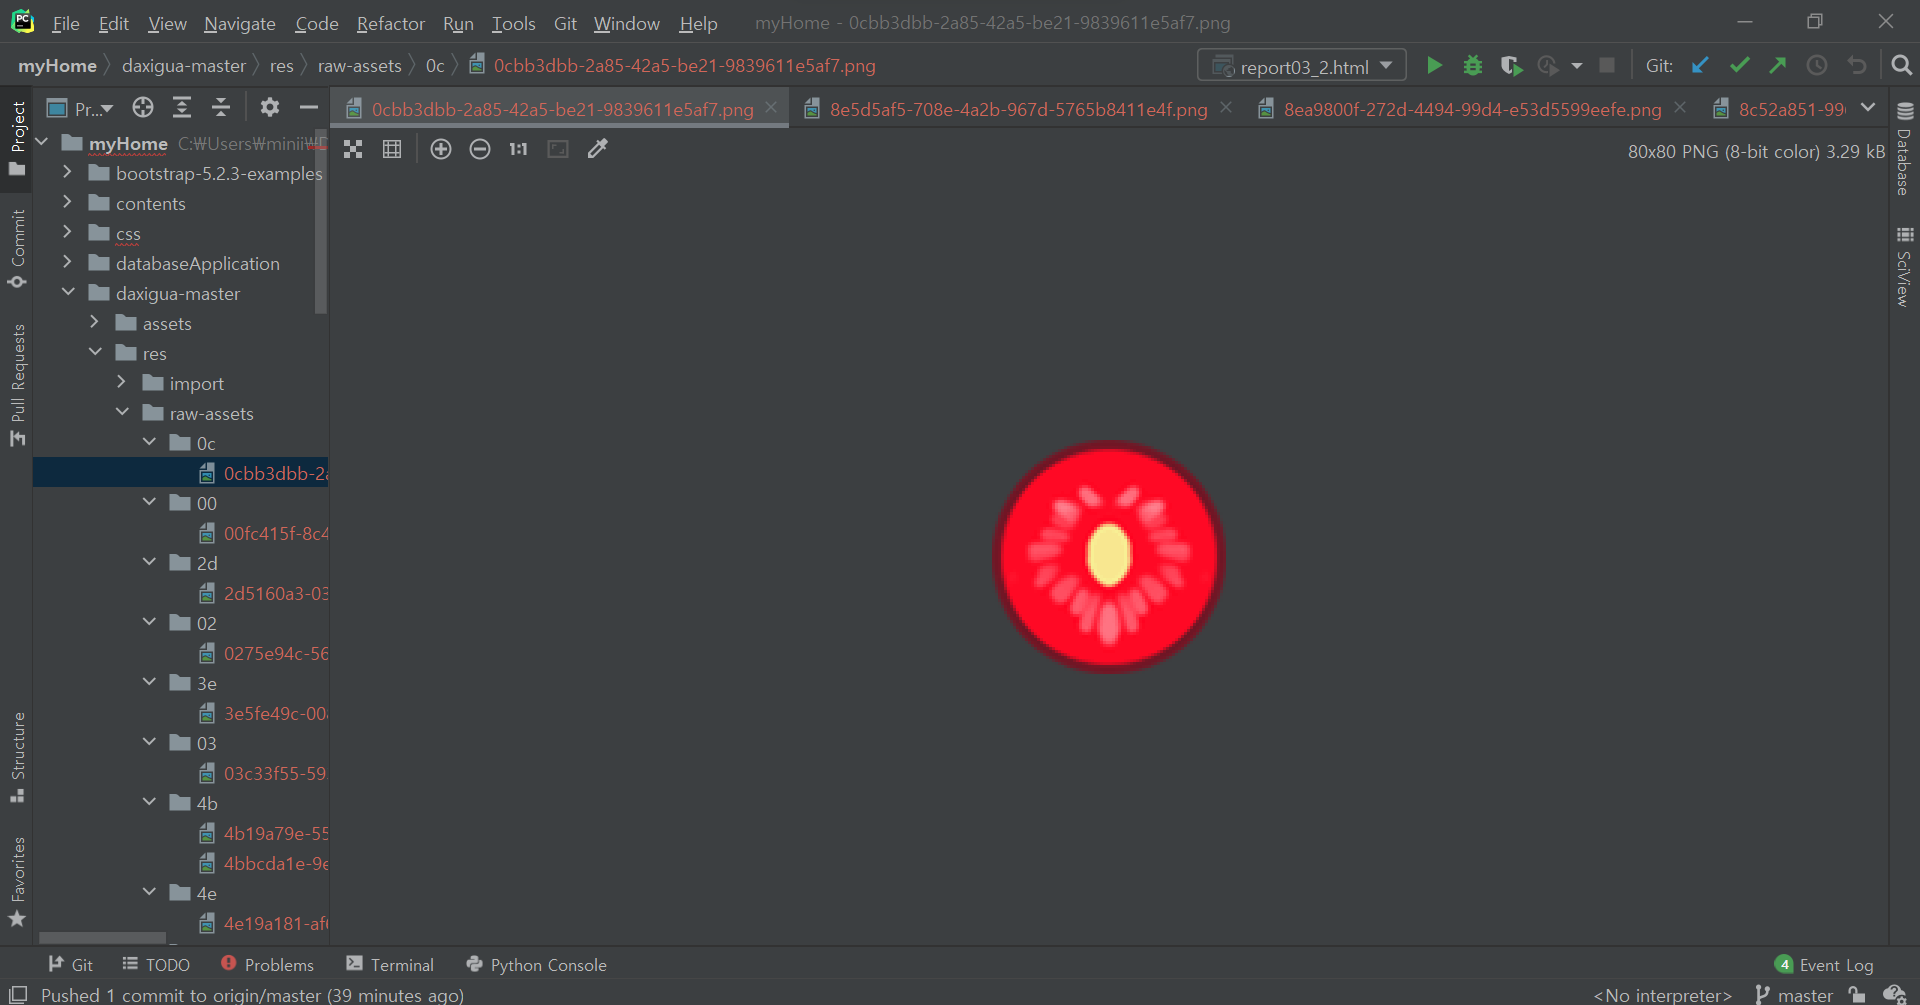 PC File Edit View Navigate Code Refactor Run Tools Git Window Help myHome - 0cbb3dbb-2a85-42a5-be21-9839611e5af7.png
myHome daxigua-master res raw-assets 0c 0cbb3dbb-2a85-42a5-be21-9839611e5af7.png report03_2.html Git:
Project
Commit
Pull Requests
Structure
Favorites
Pr...
myHome C:₩Users₩minii₩
bootstrap-5.2.3-examples
contents
css
databaseApplication
daxigua-master
assets
res
import
raw-assets
0c
0cbb3dbb-2a
00
00fc415f-8c4
2d
2d5160a3-03
02
0275e94c-56
3e
3e5fe49c-00
03
03c33f55-59
4b
4b19a79e-55
4bbcda1e-9e
4e
4e19a181-af
0cbb3dbb-2a85-42a5-be21-9839611e5af7.png 8e5d5af5-708e-4a2b-967d-5765b8411e4f.png 8ea9800f-272d-4494-99d4-e53d5599eefe.png 8c52a851-99
1:1
80x80 PNG (8-bit color) 3.29 kB
Database
SciView
Git TODO Problems Terminal Python Console 4 Event Log
Pushed 1 commit to origin/master (39 minutes ago) <No interpreter> master